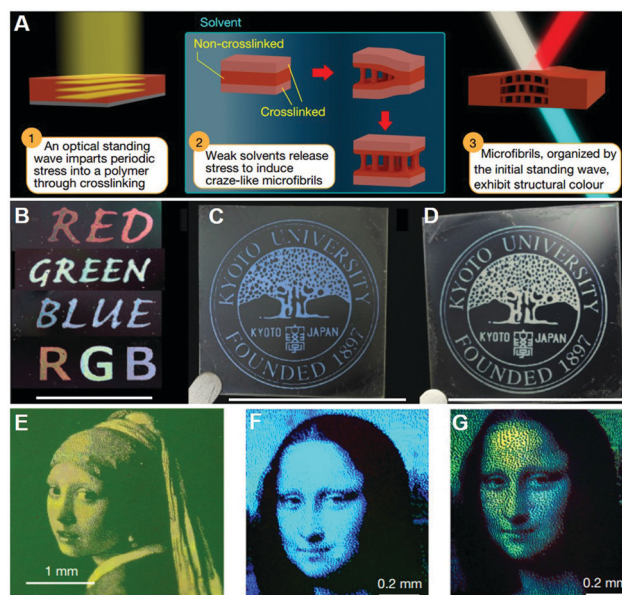 A
Solvent
Non-crosslinked
Crosslinked
1
An optical standing
wave imparts periodic
stress into a polymer
through crosslinking
2
Weak solvents release
stress to induce
craze-like microfibrils
3
Microfibrils, organized by
the initial standing wave,
exhibit structural colour
B
RED
GREEN
BLUE
RGB
C
KYOTO UNIVERSITY
KYOTO JAPAN
FOUNDED 1897
D
KYOTO UNIVERSITY
KYOTO JAPAN
FOUNDED 1897
E
1 mm
F
0.2 mm
G
0.2 mm